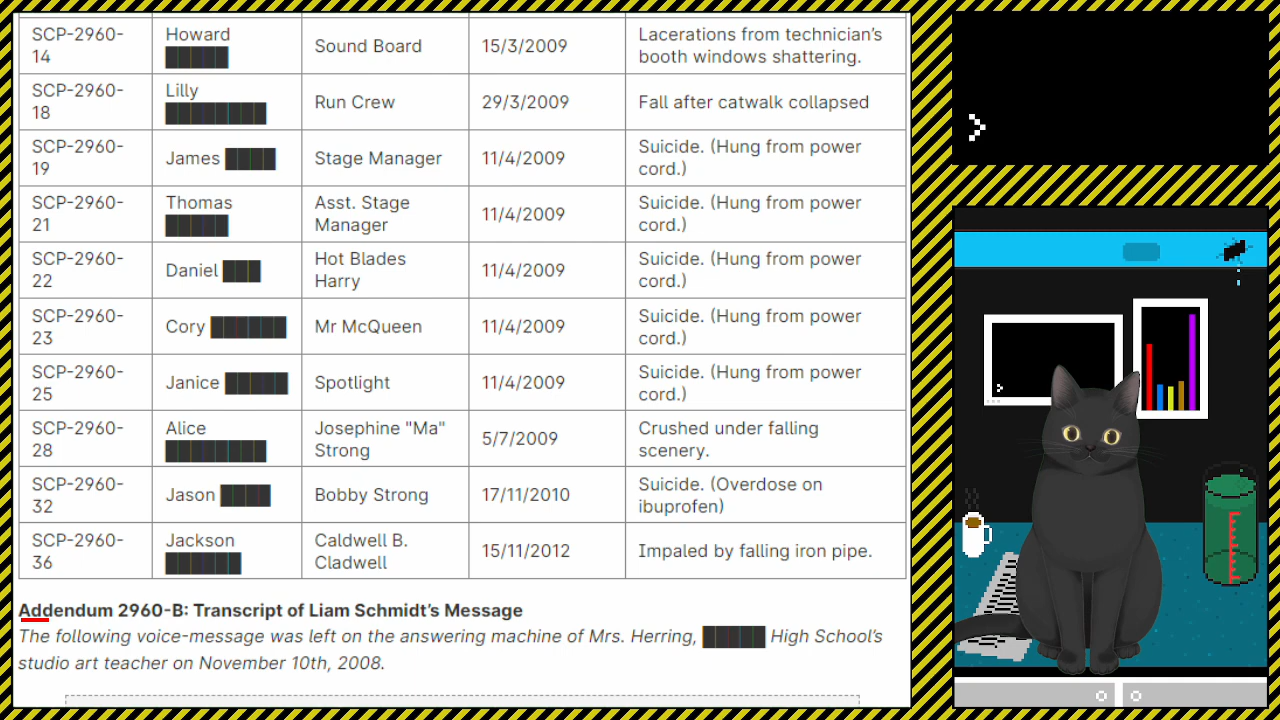 SCP-2960-
14
Howard
█████
Sound Board
15/3/2009
Lacerations from technician's
booth windows shattering.
SCP-2960-
18
Lilly
████████
Run Crew
29/3/2009
Fall after catwalk collapsed
SCP-2960-
19
James ████
Stage Manager
11/4/2009
Suicide. (Hung from power
cord.)
SCP-2960-
21
Thomas
█████
Asst. Stage
Manager
11/4/2009
Suicide. (Hung from power
cord.)
SCP-2960-
22
Daniel ███
Hot Blades
Harry
11/4/2009
Suicide. (Hung from power
cord.)
SCP-2960-
23
Cory ██████
Mr McQueen
11/4/2009
Suicide. (Hung from power
cord.)
SCP-2960-
25
Janice █████
Spotlight
11/4/2009
Suicide. (Hung from power
cord.)
SCP-2960-
28
Alice
████████
Josephine "Ma"
Strong
5/7/2009
Crushed under falling
scenery.
SCP-2960-
32
Jason ████
Bobby Strong
17/11/2010
Suicide. (Overdose on
ibuprofen)
SCP-2960-
36
Jackson
██████
Caldwell B.
Cladwell
15/11/2012
Impaled by falling iron pipe.
Addendum 2960-B: Transcript of Liam Schmidt's Message
The following voice-message was left on the answering machine of Mrs. Herring, █████ High School's
studio art teacher on November 10th, 2008.